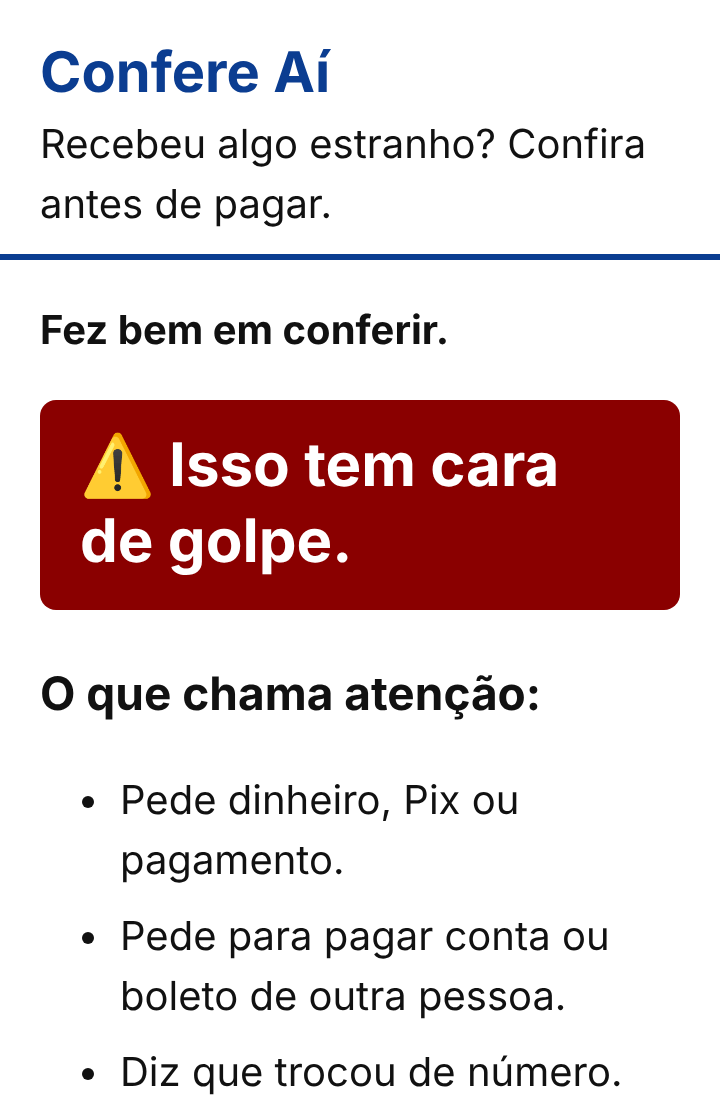 Confere Aí
Recebeu algo estranho? Confira
antes de pagar.
Fez bem em conferir.
⚠️ Isso tem cara
de golpe.
O que chama atenção:
• Pede dinheiro, Pix ou
pagamento.
• Pede para pagar conta ou
boleto de outra pessoa.
• Diz que trocou de número.